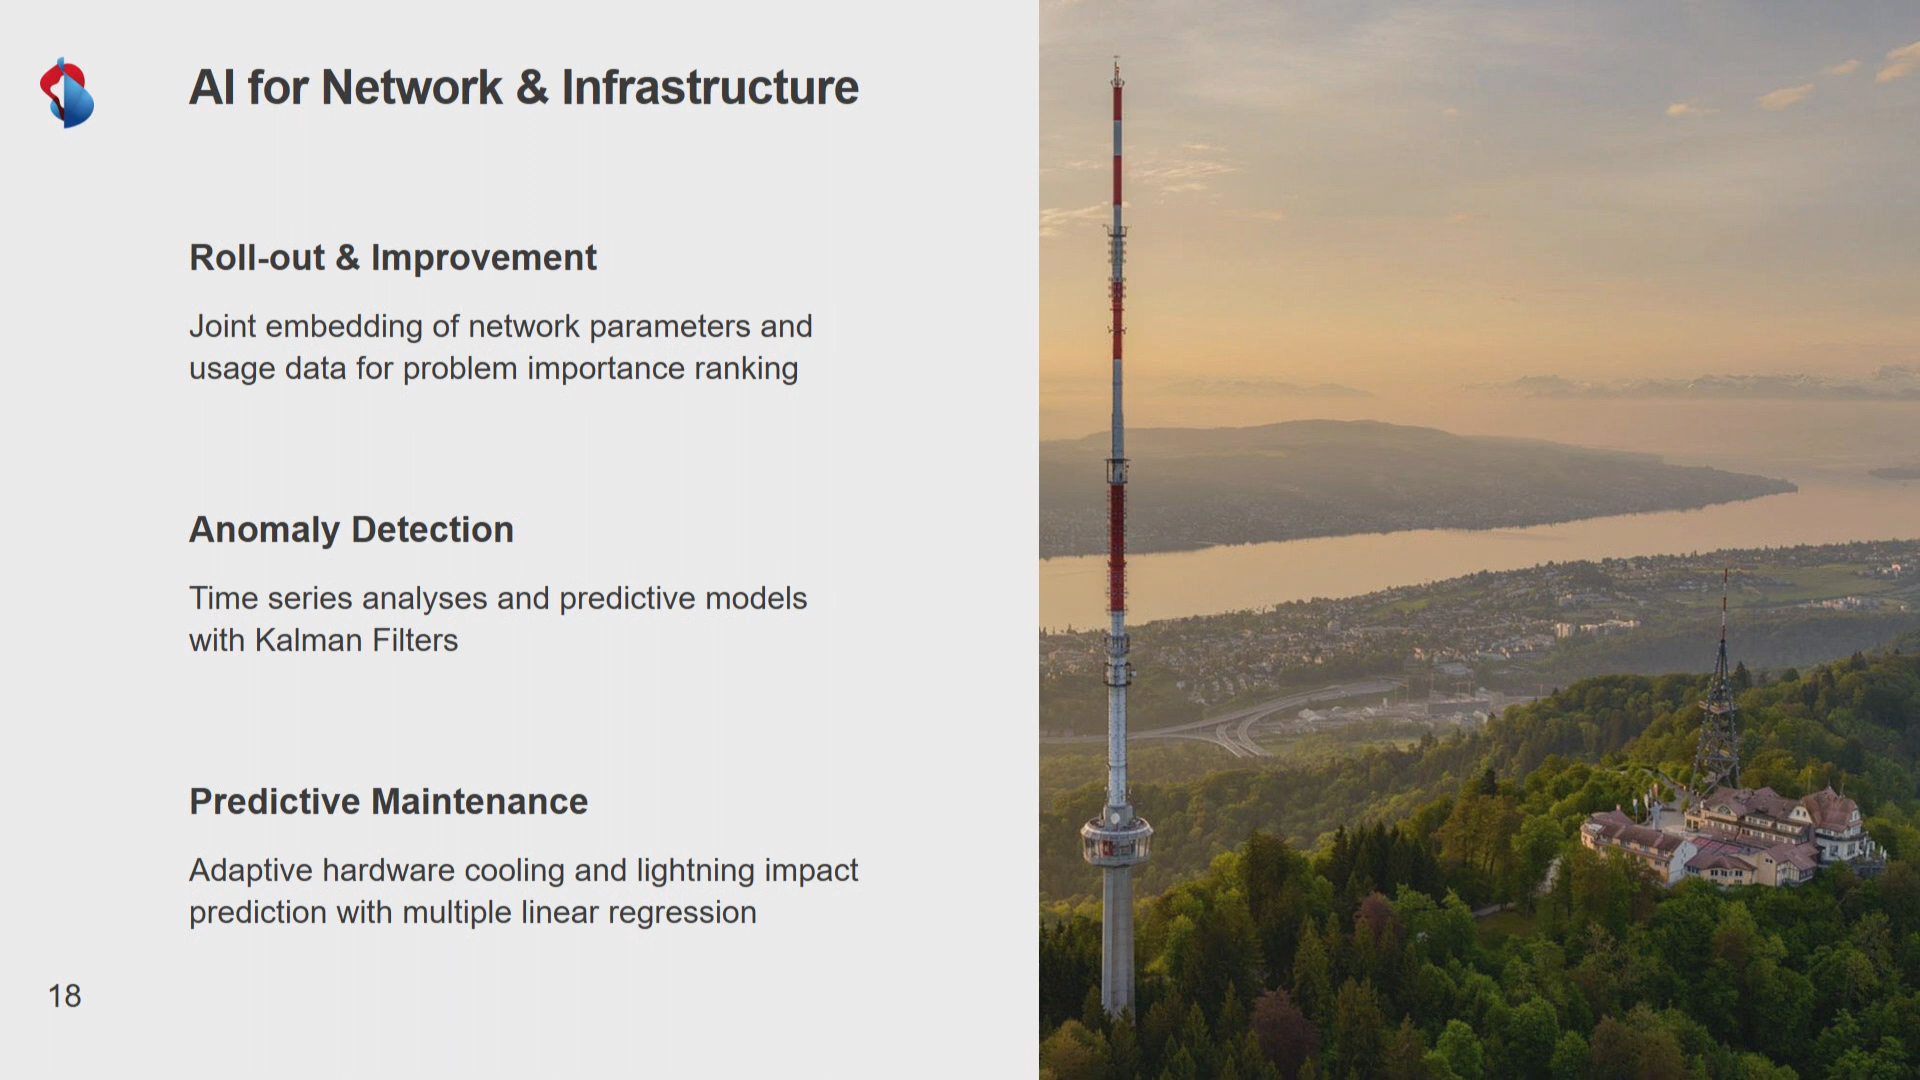 AI for Network & Infrastructure
Roll-out & Improvement
Joint embedding of network parameters and
usage data for problem importance ranking
Anomaly Detection
Time series analyses and predictive models
with Kalman Filters
Predictive Maintenance
Adaptive hardware cooling and lightning impact
prediction with multiple linear regression
18